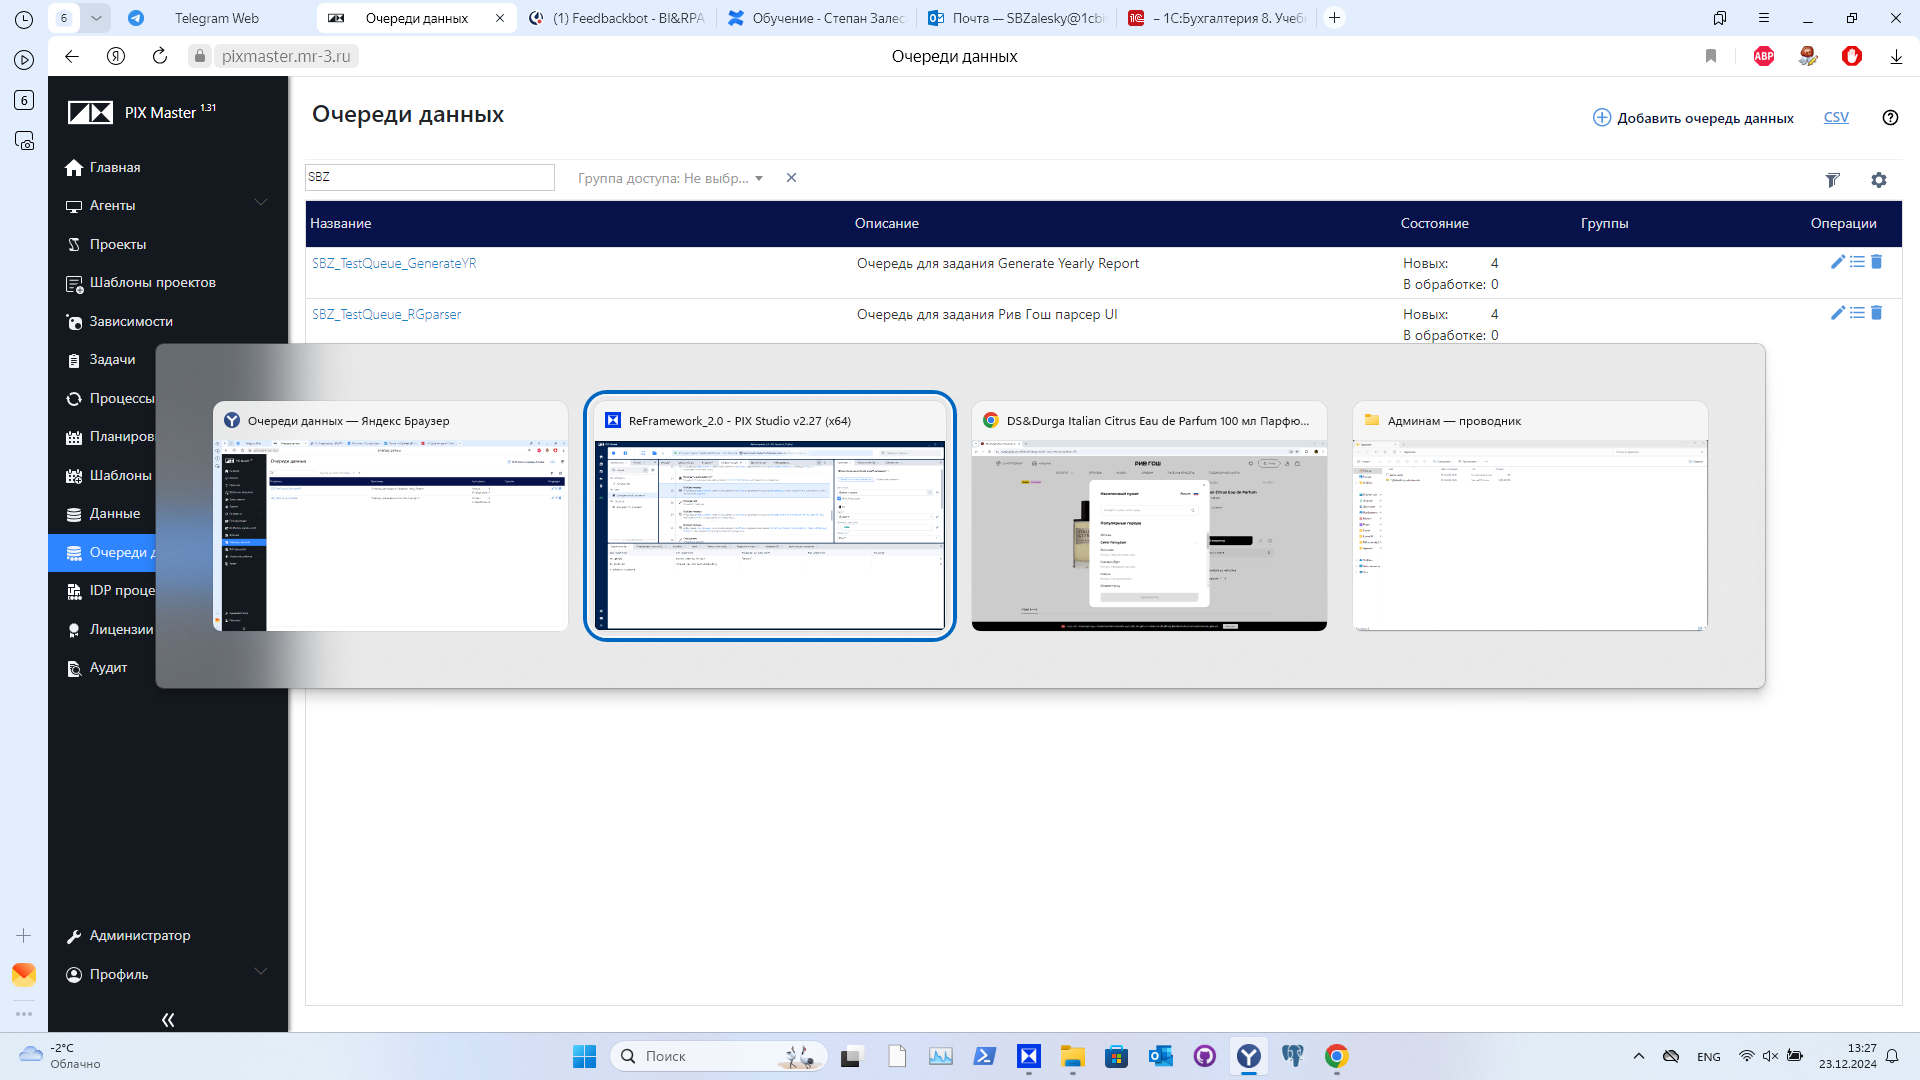 6
Telegram Web
Очереди данных
(1) Feedbackbot - BI&RPA
Обучение - Степан Залес
Почта — SBZalesky@1cbi
– 1С:Бухгалтерия 8. Учеб
pixmaster.mr-3.ru
Очереди данных
ABP
6
PIX Master 1.31
Главная
Агенты
Проекты
Шаблоны проектов
Зависимости
Задачи
Процессы
Планиров
Шаблоны
Данные
Очереди д
IDP проце
Лицензии
Аудит
Администратор
Профиль
Очереди данных
Добавить очередь данных
CSV
SBZ
Группа доступа: Не выбр...
Название Описание Состояние Группы Операции
SBZ_TestQueue_GenerateYR Очередь для задания Generate Yearly Report Новых: 4
В обработке: 0
SBZ_TestQueue_RGparser Очередь для задания Рив Гош парсер UI Новых: 4
В обработке: 0
Очереди данных — Яндекс Браузер
ReFramework_2.0 - PIX Studio v2.27 (x64)
DS&Durga Italian Citrus Eau de Parfum 100 мл Парфю...
Админам — проводник
РИВ ГОШ
-2°C
Облачно
Поиск
ENG
13:27
23.12.2024